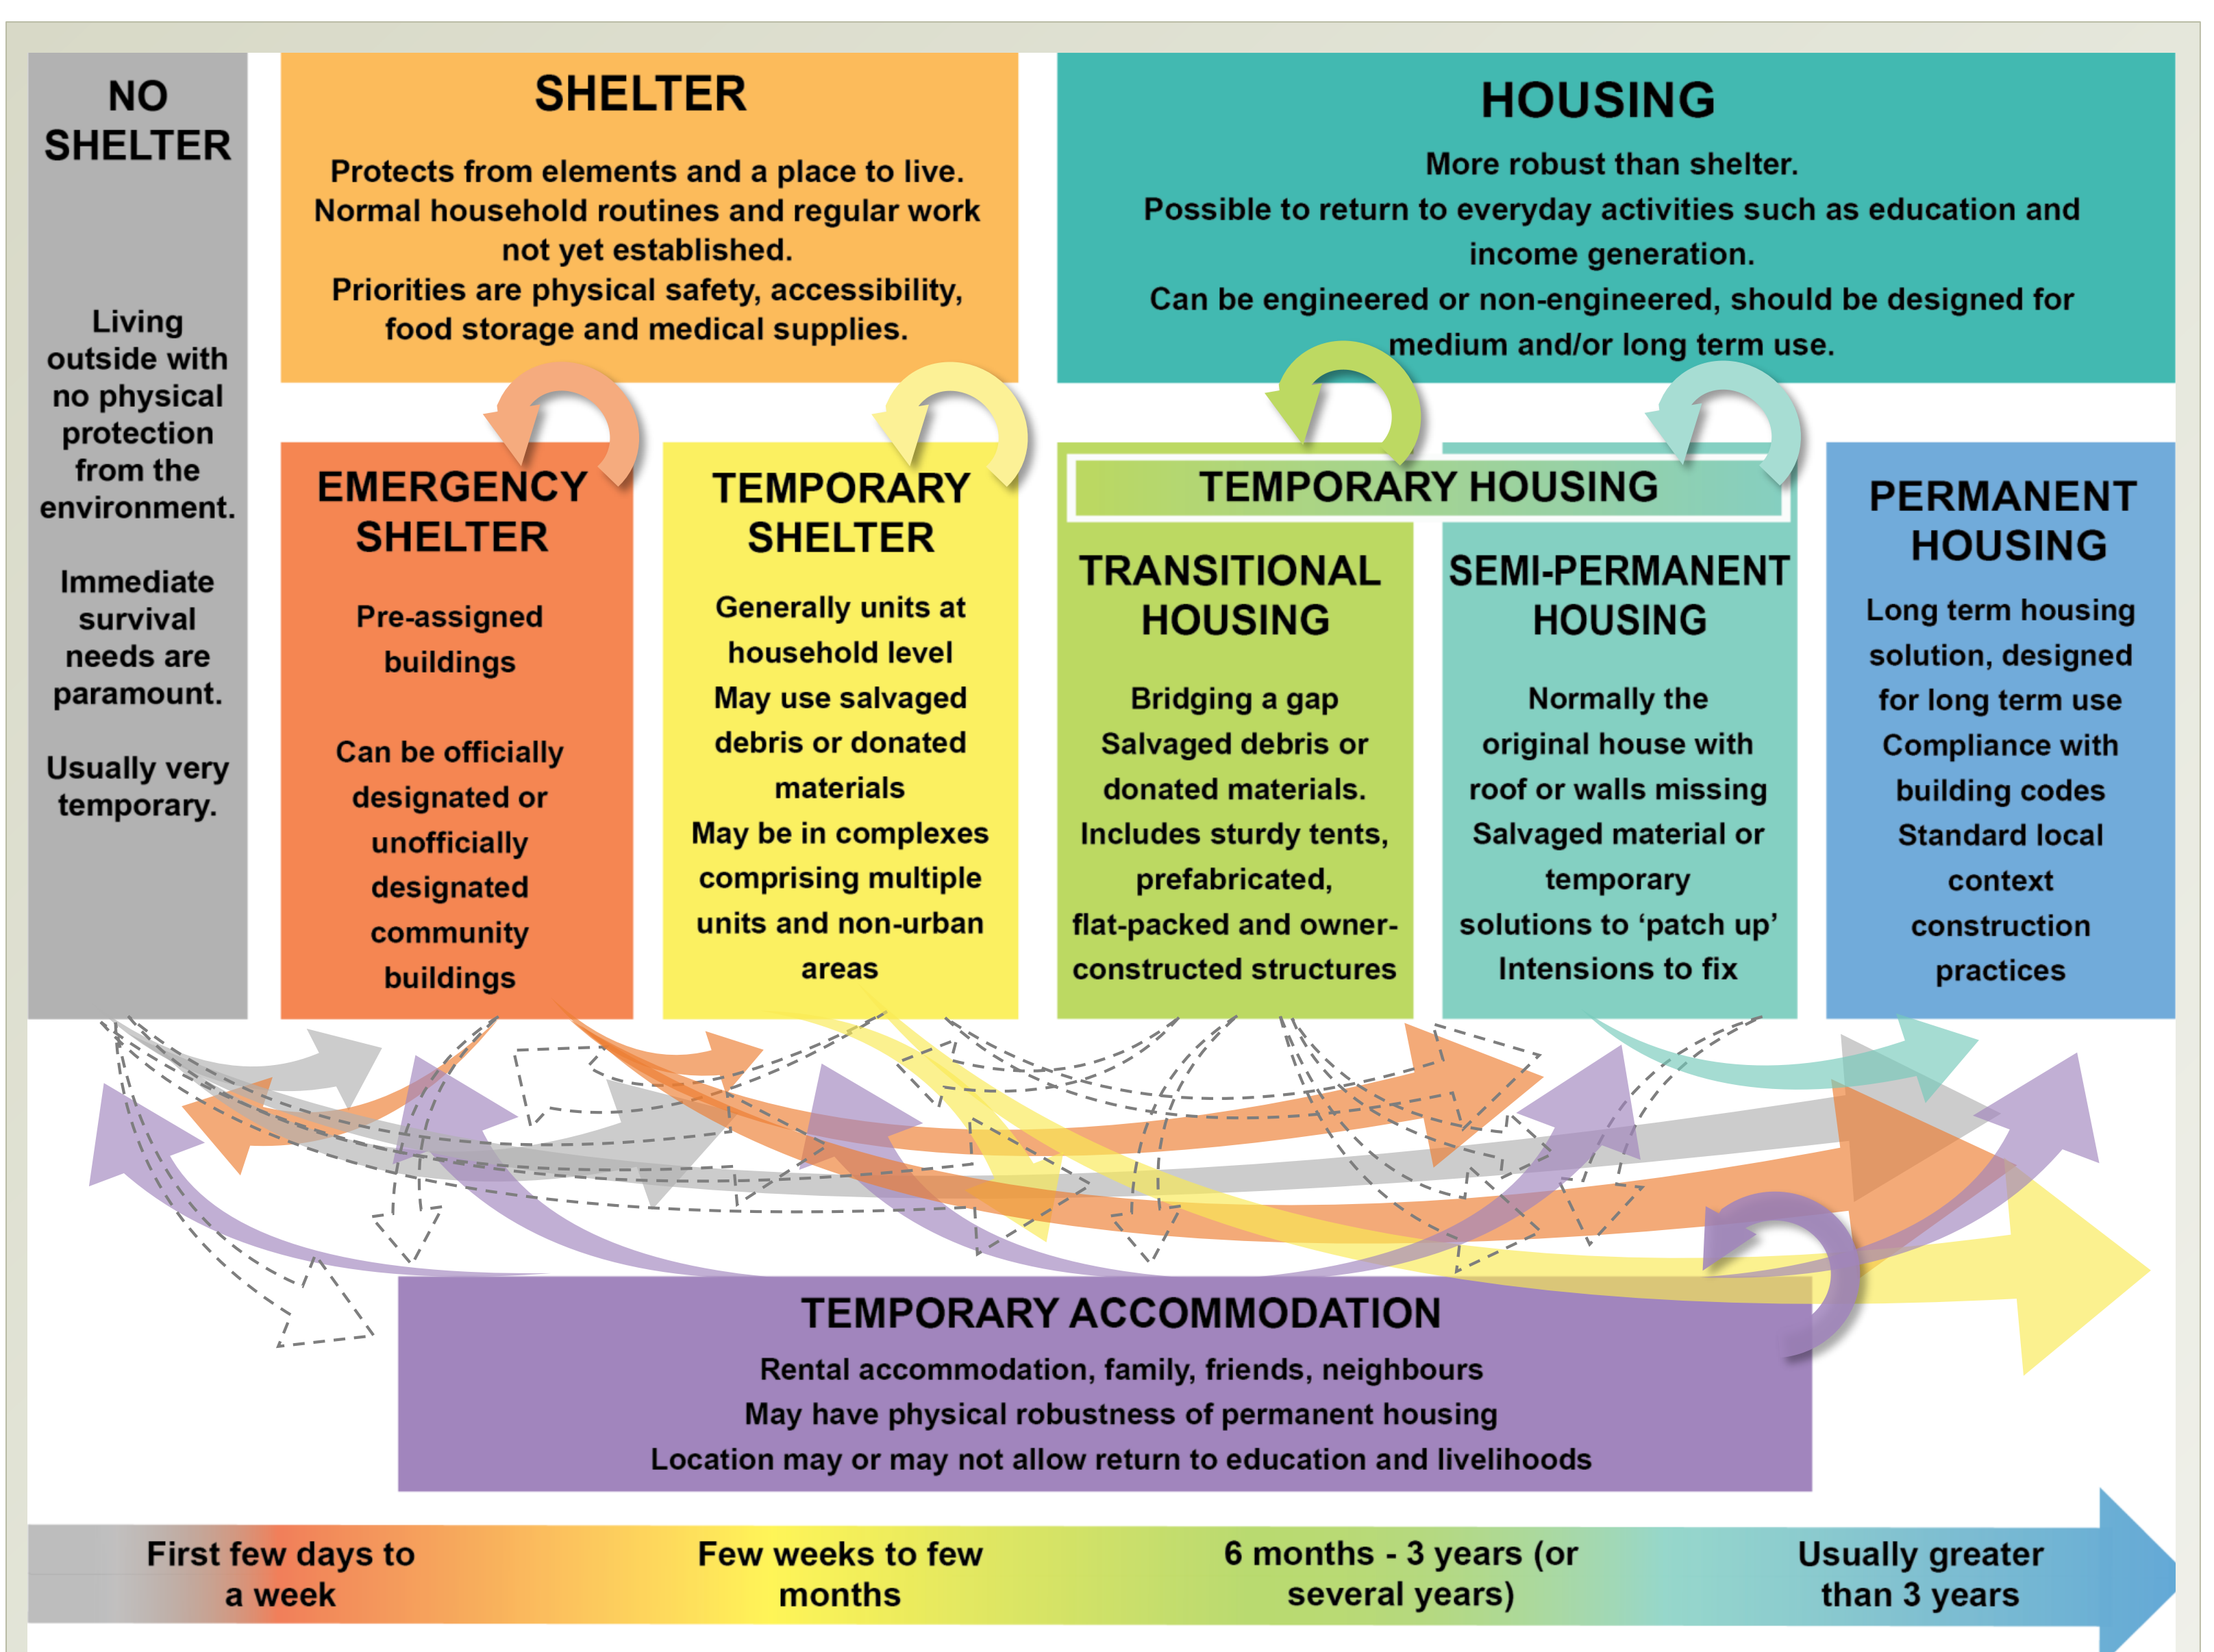 NO
SHELTER
Living
outside with
no physical
protection
from the
environment.
Immediate
survival
needs are
paramount.
Usually very
temporary.
SHELTER
Protects from elements and a place to live.
Normal household routines and regular work
not yet established.
Priorities are physical safety, accessibility,
food storage and medical supplies.
HOUSING
More robust than shelter.
Possible to return to everyday activities such as education and
income generation.
Can be engineered or non-engineered, should be designed for
medium and/or long term use.
EMERGENCY
SHELTER
Pre-assigned
buildings
Can be officially
designated or
unofficially
designated
community
buildings
TEMPORARY
SHELTER
Generally units at
household level
May use salvaged
debris or donated
materials
May be in complexes
comprising multiple
units and non-urban
areas
TEMPORARY HOUSING
TRANSITIONAL
HOUSING
Bridging a gap
Salvaged debris or
donated materials.
Includes sturdy tents,
prefabricated,
flat-packed and owner-
constructed structures
SEMI-PERMANENT
HOUSING
Normally the
original house with
roof or walls missing
Salvaged material or
temporary
solutions to ‘patch up’
Intensions to fix
PERMANENT
HOUSING
Long term housing
solution, designed
for long term use
Compliance with
building codes
Standard local
context
construction
practices
TEMPORARY ACCOMMODATION
Rental accommodation, family, friends, neighbours
May have physical robustness of permanent housing
Location may or may not allow return to education and livelihoods
First few days to
a week
Few weeks to few
months
6 months - 3 years (or
several years)
Usually greater
than 3 years